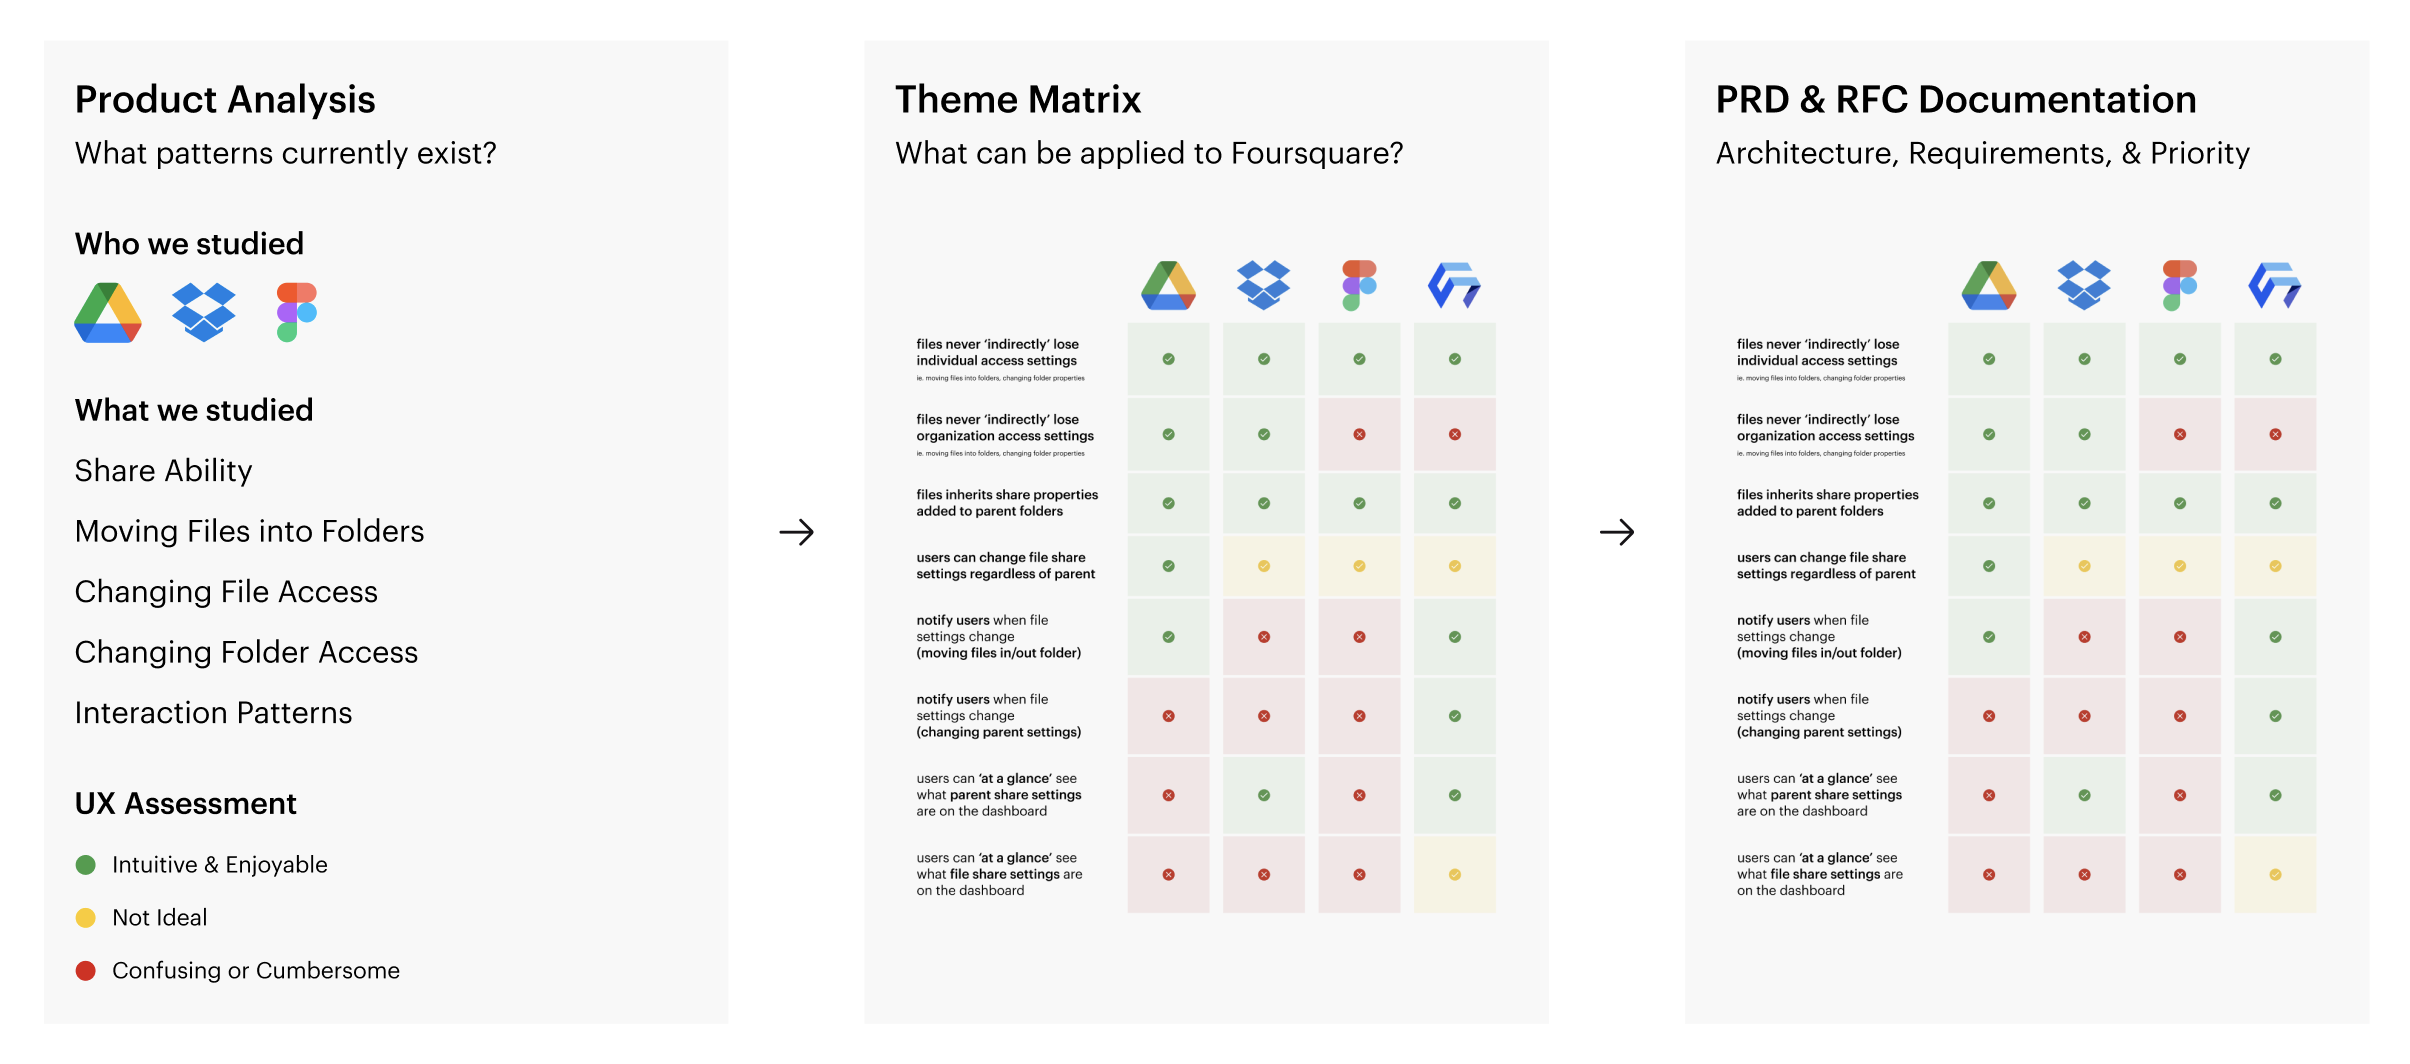 Product Analysis
What patterns currently exist?
Who we studied
What we studied
Share Ability
Moving Files into Folders
Changing File Access
Changing Folder Access
Interaction Patterns
UX Assessment
Intuitive & Enjoyable
Not Ideal
Confusing or Cumbersome
Theme Matrix
What can be applied to Foursquare?
files never ‘indirectly’ lose
individual access settings
ie. moving files into folders, changing folder properties
files never ‘indirectly’ lose
organization access settings
ie. moving files into folders, changing folder properties
files inherits share properties
added to parent folders
users can change file share
settings regardless of parent
notify users when file
settings change
(moving files in/out folder)
notify users when file
settings change
(changing parent settings)
users can ‘at a glance’ see
what parent share settings
are on the dashboard
users can ‘at a glance’ see
what file share settings are
on the dashboard
PRD & RFC Documentation
Architecture, Requirements, & Priority
files never ‘indirectly’ lose
individual access settings
ie. moving files into folders, changing folder properties
files never ‘indirectly’ lose
organization access settings
ie. moving files into folders, changing folder properties
files inherits share properties
added to parent folders
users can change file share
settings regardless of parent
notify users when file
settings change
(moving files in/out folder)
notify users when file
settings change
(changing parent settings)
users can ‘at a glance’ see
what parent share settings
are on the dashboard
users can ‘at a glance’ see
what file share settings are
on the dashboard